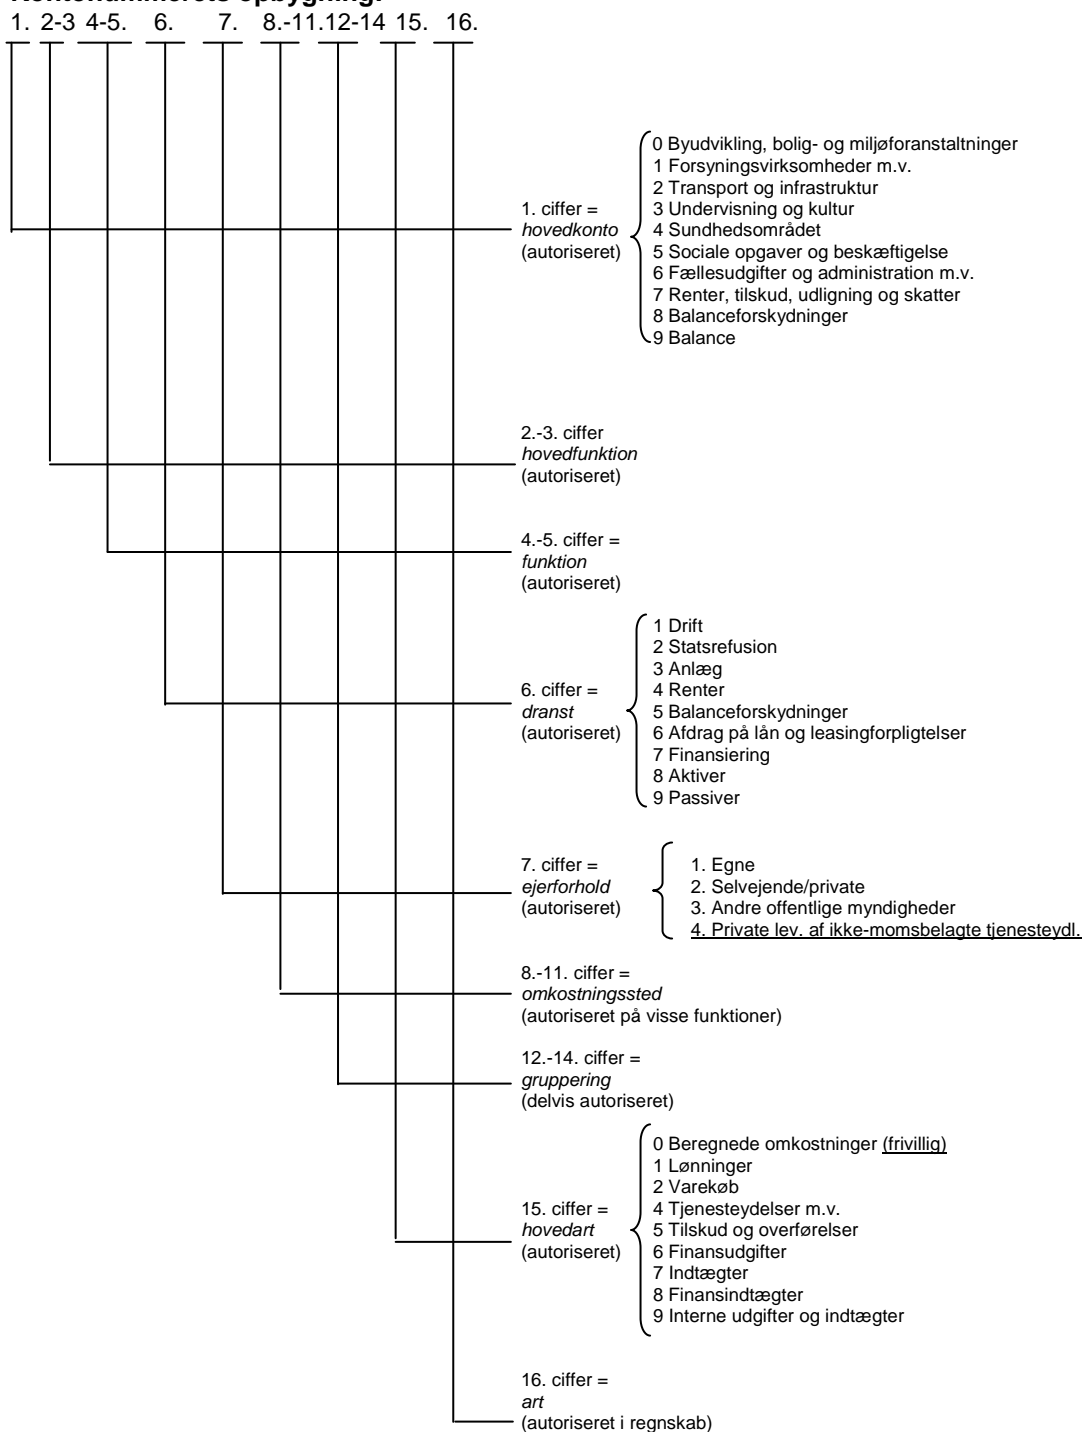 Kontonummerets opbygning:
1. 2-3 4-5. 6. 7. 8.-11.12-14 15. 16.
1. ciffer =
hovedkonto
(autoriseret)
0 Byudvikling, bolig- og miljøforanstaltninger
1 Forsyningsvirksomheder m.v.
2 Transport og infrastruktur
3 Undervisning og kultur
4 Sundhedsområdet
5 Sociale opgaver og beskæftigelse
6 Fællesudgifter og administration m.v.
7 Renter, tilskud, udligning og skatter
8 Balanceforskydninger
9 Balance
2.-3. ciffer
hovedfunktion
(autoriseret)
4.-5. ciffer =
funktion
(autoriseret)
6. ciffer =
dranst
(autoriseret)
1 Drift
2 Statsrefusion
3 Anlæg
4 Renter
5 Balanceforskydninger
6 Afdrag på lån og leasingforpligtelser
7 Finansiering
8 Aktiver
9 Passiver
7. ciffer =
ejerforhold
(autoriseret)
1. Egne
2. Selvejende/private
3. Andre offentlige myndigheder
4. Private lev. af ikke-momsbelagte tjenesteydl.
8.-11. ciffer =
omkostningssted
(autoriseret på visse funktioner)
12.-14. ciffer =
gruppering
(delvis autoriseret)
15. ciffer =
hovedart
(autoriseret)
0 Beregnede omkostninger (frivillig)
1 Lønninger
2 Varekøb
4 Tjenesteydelser m.v.
5 Tilskud og overførelser
6 Finansudgifter
7 Indtægter
8 Finansindtægter
9 Interne udgifter og indtægter
16. ciffer =
art
(autoriseret i regnskab)